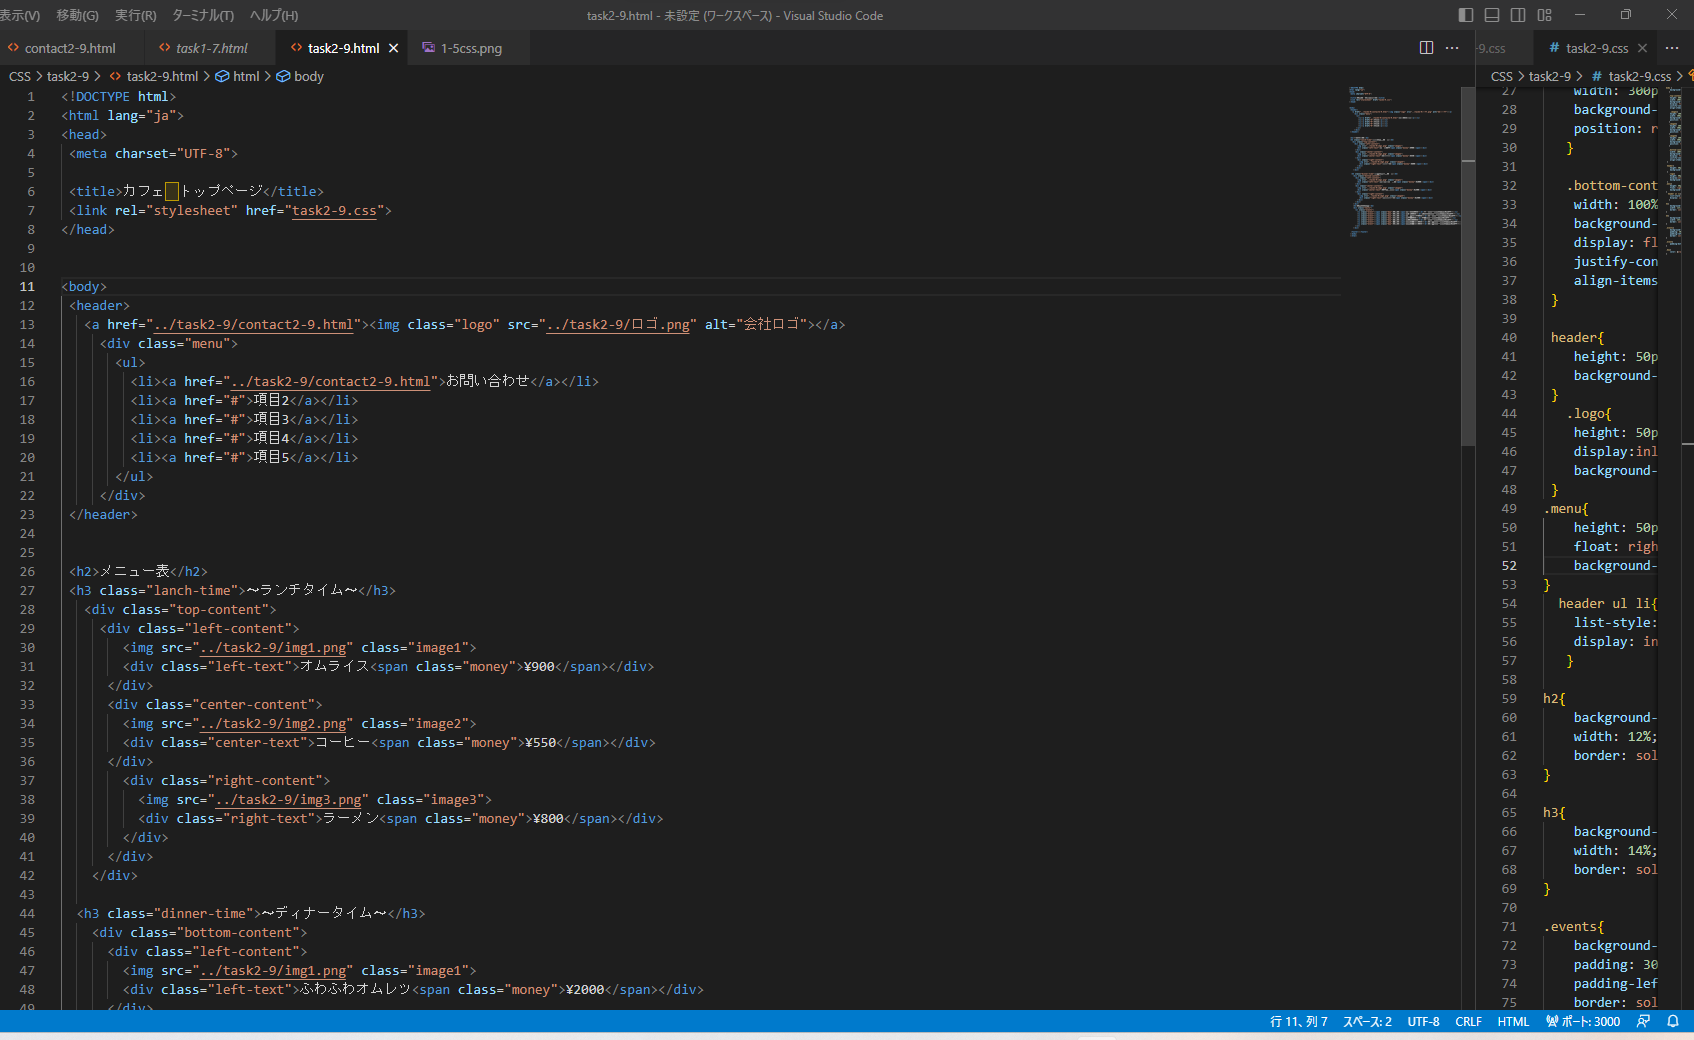 表示(V) 移動(G) 実行(R) ターミナル(T) ヘルプ(H) task2-9.html - 未設定 (ワークスペース) - Visual Studio Code
contact2-9.html task1-7.html task2-9.html 1-5css.png
CSS > task2-9 > task2-9.html > html > body
1 <!DOCTYPE html>
2 <html lang="ja">
3 <head>
4 <meta charset="UTF-8">
5
6 <title>カフェ　トップページ</title>
7 <link rel="stylesheet" href="task2-9.css">
8 </head>
9
10
11 <body>
12 <header>
13 <a href="../task2-9/contact2-9.html"><img class="logo" src="../task2-9/ロゴ.png" alt="会社ロゴ"></a>
14 <div class="menu">
15 <ul>
16 <li><a href="../task2-9/contact2-9.html">お問い合わせ</a></li>
17 <li><a href="#">項目2</a></li>
18 <li><a href="#">項目3</a></li>
19 <li><a href="#">項目4</a></li>
20 <li><a href="#">項目5</a></li>
21 </ul>
22 </div>
23 </header>
24
25
26 <h2>メニュー表</h2>
27 <h3 class="lanch-time">～ランチタイム～</h3>
28 <div class="top-content">
29 <div class="left-content">
30 <img src="../task2-9/img1.png" class="image1">
31 <div class="left-text">オムライス<span class="money">¥900</span></div>
32 </div>
33 <div class="center-content">
34 <img src="../task2-9/img2.png" class="image2">
35 <div class="center-text">コーヒー<span class="money">¥550</span></div>
36 </div>
37 <div class="right-content">
38 <img src="../task2-9/img3.png" class="image3">
39 <div class="right-text">ラーメン<span class="money">¥800</span></div>
40 </div>
41 </div>
42 </div>
43
44 <h3 class="dinner-time">～ディナータイム～</h3>
45 <div class="bottom-content">
46 <div class="left-content">
47 <img src="../task2-9/img1.png" class="image1">
48 <div class="left-text">ふわふわオムレツ<span class="money">¥2000</span></div>
49 </div>
-9.css # task2-9.css
CSS > task2-9 > # task2-9.css >
27 width: 300p
28 background-
29 position: r
30 }
31
32 .bottom-cont
33 width: 100%
34 background-
35 display: fl
36 justify-con
37 align-items
38 }
39
40 header{
41 height: 50p
42 background-
43 }
44 .logo{
45 height: 50p
46 display:inl
47 background-
48 }
49 .menu{
50 height: 50p
51 float: righ
52 background-
53 }
54 header ul li{
55 list-style:
56 display: in
57 }
58
59 h2{
60 background-
61 width: 12%;
62 border: sol
63 }
64
65 h3{
66 background-
67 width: 14%;
68 border: sol
69 }
70
71 .events{
72 background-
73 padding: 30
74 padding-lef
75 border: sol
行 11、列 7 スペース: 2 UTF-8 CRLF HTML ポート: 3000